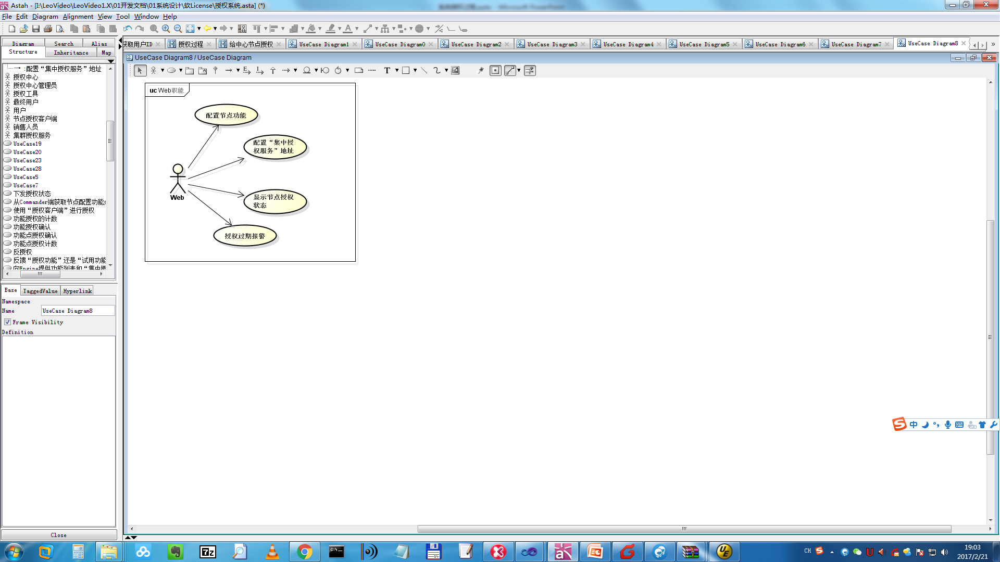 Astah - [I:\LeoVideo\LeoVideo1.X\01开发文档\01系统设计\软License\授权系统.asta] (*)
File Edit Diagram Alignment View Tool Window Help
Diagram Search Alias
Structure Inheritance Map
获取用户ID
授权过程
给中心节点授权
UseCase Diagram1
UseCase Diagram0
UseCase Diagram2
UseCase Diagram3
UseCase Diagram4
UseCase Diagram5
UseCase Diagram6
UseCase Diagram7
UseCase Diagram8
UseCase Diagram8 / UseCase Diagram
:配置“集中授权服务”地址
授权中心
授权中心管理员
授权工具
最终用户
用户
节点授权客户端
销售人员
集群授权服务
UseCase19
UseCase20
UseCase23
UseCase28
UseCase5
UseCase7
下发授权状态
从Commander端获取节点配置功能
使用“授权客户端”进行授权
功能授权的计数
功能授权确认
功能点授权确认
功能点授权计数
反授权
反馈“授权功能”还是“试用功能
向Engine提供功能列表和“集中授
uc Web职能
配置节点功能
配置“集中授
权服务”地址
Web
显示节点授权
状态
授权过期报警
Base TaggedValue Hyperlink
Namespace
Name UseCase Diagram8
Frame Visibility
Definition
Close
中
CH
19:03
2017/2/21